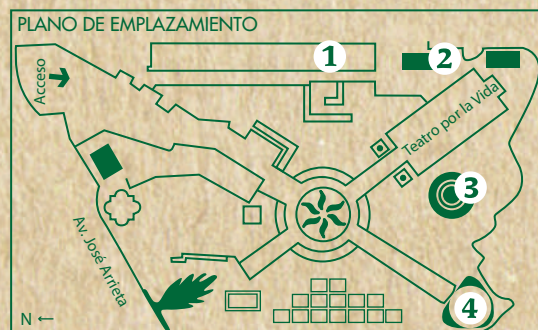 PLANO DE EMPLAZAMIENTO
1
2
Acceso
Teatro por la Vida
3
Av. José Arrieta
4
N ←